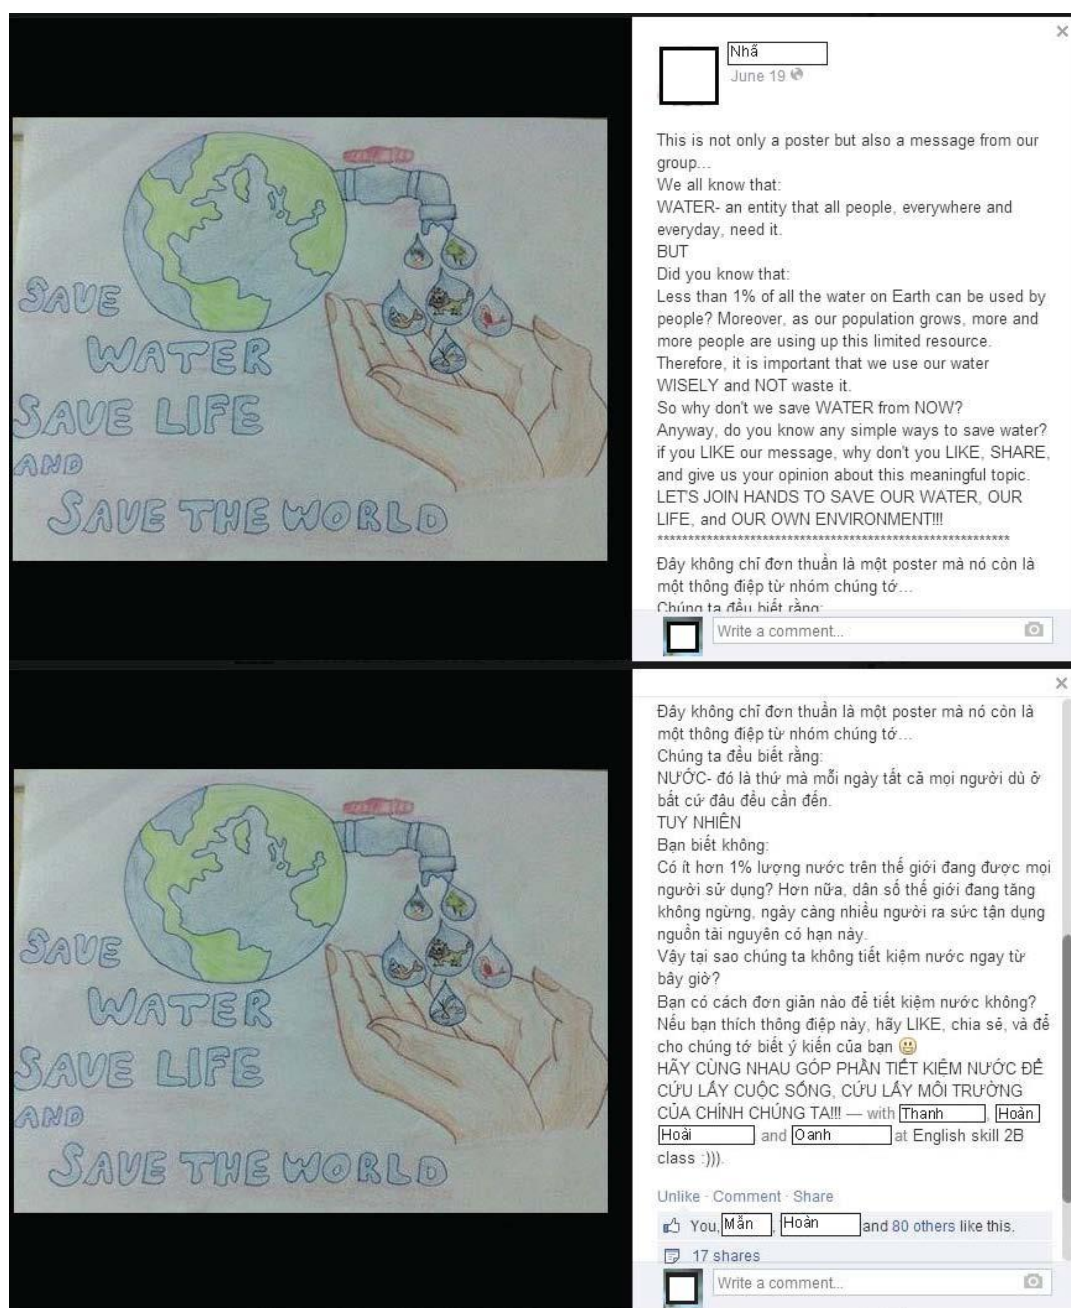 Nhã
June 19
This is not only a poster but also a message from our
group...
We all know that:
WATER- an entity that all people, everywhere and
everyday, need it.
BUT
Did you know that:
Less than 1% of all the water on Earth can be used by
people? Moreover, as our population grows, more and
more people are using up this limited resource.
Therefore, it is important that we use our water
WISELY and NOT waste it.
So why don't we save WATER from NOW?
Anyway, do you know any simple ways to save water?
if you LIKE our message, why don't you LIKE, SHARE,
and give us your opinion about this meaningful topic.
LET'S JOIN HANDS TO SAVE OUR WATER, OUR
LIFE, and OUR OWN ENVIRONMENT!!!
*********************************************************
Đây không chỉ đơn thuần là một poster mà nó còn là
một thông điệp từ nhóm chúng tớ...
Chúng ta đều biết rằng:
Write a comment...
SAVE
WATER
SAVE LIFE
AND
SAVE THE WORLD
Đây không chỉ đơn thuần là một poster mà nó còn là
một thông điệp từ nhóm chúng tớ...
Chúng ta đều biết rằng:
NƯỚC- đó là thứ mà mỗi ngày tất cả mọi người dù ở
bất cứ đâu đều cần đến.
TUY NHIÊN
Bạn biết không:
Có ít hơn 1% lượng nước trên thế giới đang được mọi
người sử dụng? Hơn nữa, dân số thế giới đang tăng
không ngừng, ngày càng nhiều người ra sức tận dụng
nguồn tài nguyên có hạn này.
Vậy tại sao chúng ta không tiết kiệm nước ngay từ
bây giờ?
Bạn có cách đơn giản nào để tiết kiệm nước không?
Nếu bạn thích thông điệp này, hãy LIKE, chia sẻ, và để
cho chúng tớ biết ý kiến của bạn
HÃY CÙNG NHAU GÓP PHẦN TIẾT KIỆM NƯỚC ĐỂ
CỨU LẤY CUỘC SỐNG, CỨU LẤY MÔI TRƯỜNG
CỦA CHÍNH CHÚNG TA!!! — with Thanh, Hoàn
Hoài and Oanh at English skill 2B
class :))).
Unlike · Comment · Share
You, Mẫn, Hoàn and 80 others like this.
17 shares
Write a comment...
SAVE
WATER
SAVE LIFE
AND
SAVE THE WORLD